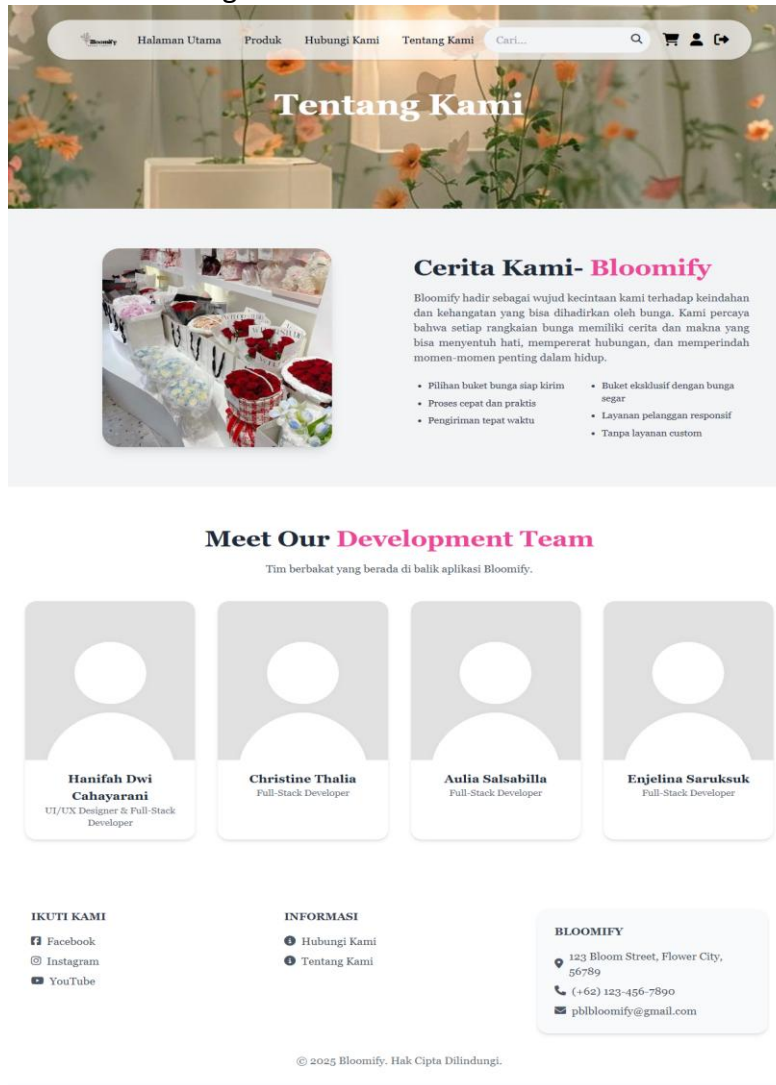 Bloomify Halaman Utama Produk Hubungi Kami Tentang Kami Cari...
Tentang Kami
Cerita Kami- Bloomify
Bloomify hadir sebagai wujud kecintaan kami terhadap keindahan
dan kehangatan yang bisa dihadirkan oleh bunga. Kami percaya
bahwa setiap rangkaian bunga memiliki cerita dan makna yang
bisa menyentuh hati, mempererat hubungan, dan memperindah
momen-momen penting dalam hidup.
• Pilihan buket bunga siap kirim
• Proses cepat dan praktis
• Pengiriman tepat waktu
• Buket eksklusif dengan bunga
segar
• Layanan pelanggan responsif
• Tanpa layanan custom
Meet Our Development Team
Tim berbakat yang berada di balik aplikasi Bloomify.
Hanifah Dwi
Cahayarani
UI/UX Designer & Full-Stack
Developer
Christine Thalia
Full-Stack Developer
Aulia Salsabilla
Full-Stack Developer
Enjelina Saruksuk
Full-Stack Developer
IKUTI KAMI
Facebook
Instagram
YouTube
INFORMASI
Hubungi Kami
Tentang Kami
BLOOMIFY
123 Bloom Street, Flower City,
56789
(+62) 123-456-7890
pblbloomify@gmail.com
© 2025 Bloomify. Hak Cipta Dilindungi.